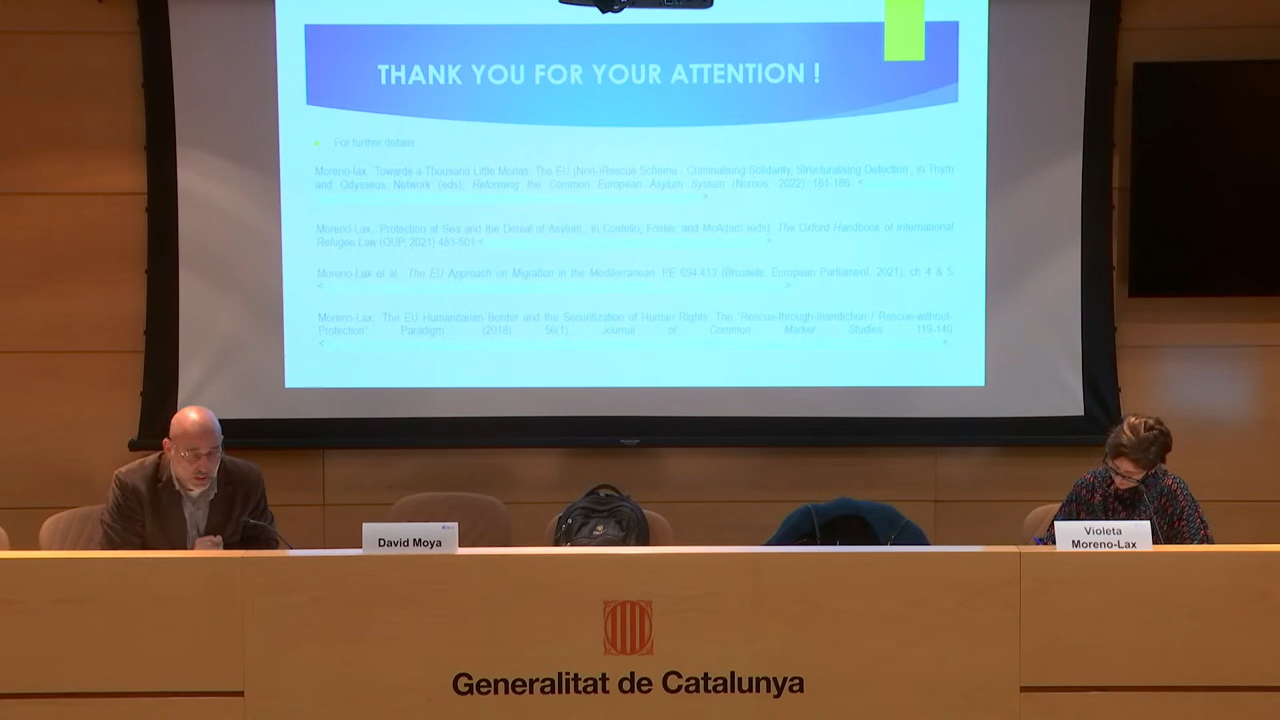 THANK YOU FOR YOUR ATTENTION !
For further details
Moreno-lax, 'Towards a Thousand Little Morias: The EU (Non-)Rescue Scheme - Criminalising Solidarity, Structuralising Defection', in Thym
and Odysseus Network (eds), Reforming the Common European Asylum System (Nomos, 2022) 161-186 <
>
Moreno-Lax, 'Protection at Sea and the Denial of Asylum', in Costello, Foster, and McAdam (eds), The Oxford Handbook of International
Refugee Law (OUP, 2021) 483-501 < >
Moreno-Lax et al, The EU Approach on Migration in the Mediterranean, PE 694.413 (Brussels, European Parliament, 2021), ch 4 & 5
< >
Moreno-Lax, 'The EU Humanitarian Border and the Securitization of Human Rights: The "Rescue-through-Interdiction / Rescue-without-
Protection" Paradigm' (2018) 56(1) Journal of Common Market Studies 119-140
< >
David Moya
Violeta
Moreno-Lax
Generalitat de Catalunya